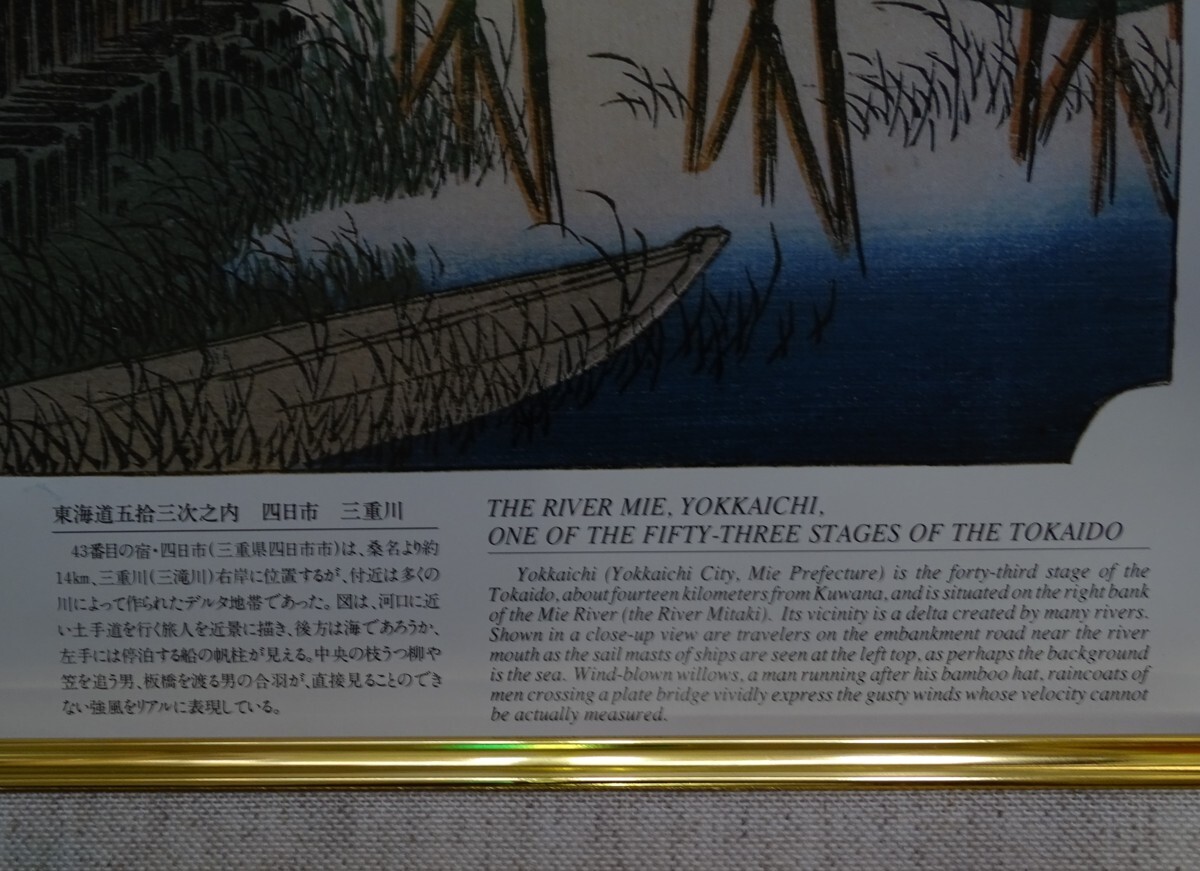 東海道五拾三次之内　四日市　三重川
43番目の宿・四日市(三重県四日市市)は、桑名より約
14km、三重川(三滝川)右岸に位置するが、付近は多くの
川によって作られたデルタ地帯であった。図は、河口に近
い土手道を行く旅人を近景に描き、後方は海であろうか、
左手には停泊する船の帆柱が見える。中央の枝うつ柳や
笠を追う男、板橋を渡る男の合羽が、直接見ることのでき
ない強風をリアルに表現している。
THE RIVER MIE, YOKKAICHI,
ONE OF THE FIFTY-THREE STAGES OF THE TOKAIDO
Yokkaichi (Yokkaichi City, Mie Prefecture) is the forty-third stage of the
Tokaido, about fourteen kilometers from Kuwana, and is situated on the right bank
of the Mie River (the River Mitaki). Its vicinity is a delta created by many rivers.
Shown in a close-up view are travelers on the embankment road near the river
mouth as the sail masts of ships are seen at the left top, as perhaps the background
is the sea. Wind-blown willows, a man running after his bamboo hat, raincoats of
men crossing a plate bridge vividly express the gusty winds whose velocity cannot
be actually measured.